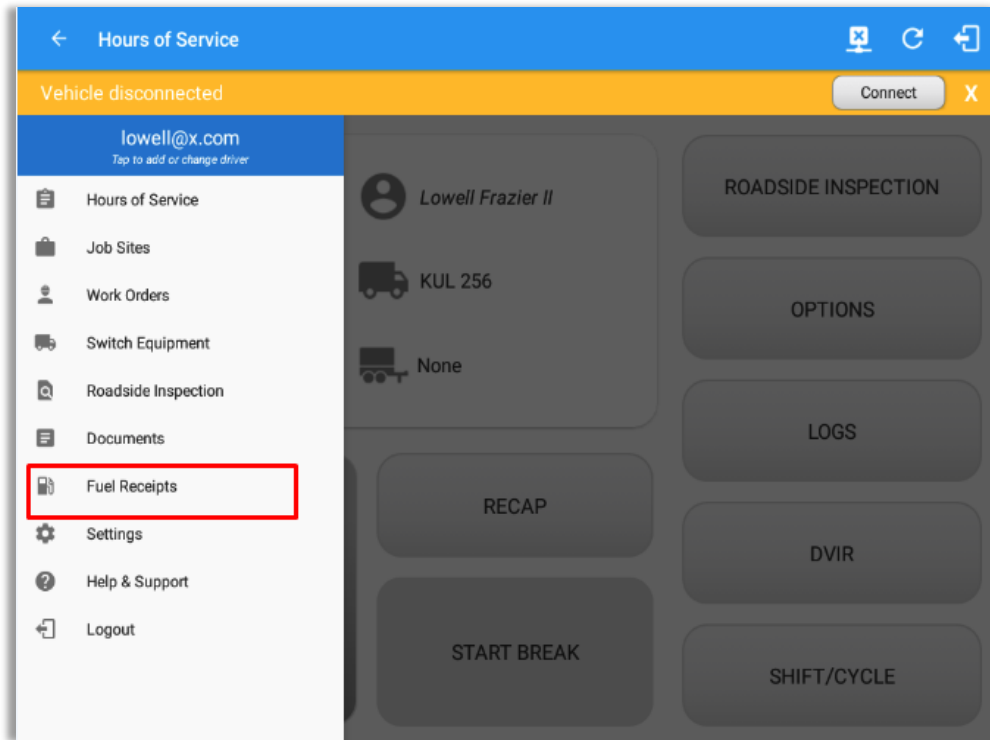 Hours of Service
Vehicle disconnected
Connect
X
lowell@x.com
Tap to add or change driver
Hours of Service
Job Sites
Work Orders
Switch Equipment
Roadside Inspection
Documents
Fuel Receipts
Settings
Help & Support
Logout
Lowell Frazier II
KUL 256
None
RECAP
START BREAK
ROADSIDE INSPECTION
OPTIONS
LOGS
DVIR
SHIFT/CYCLE